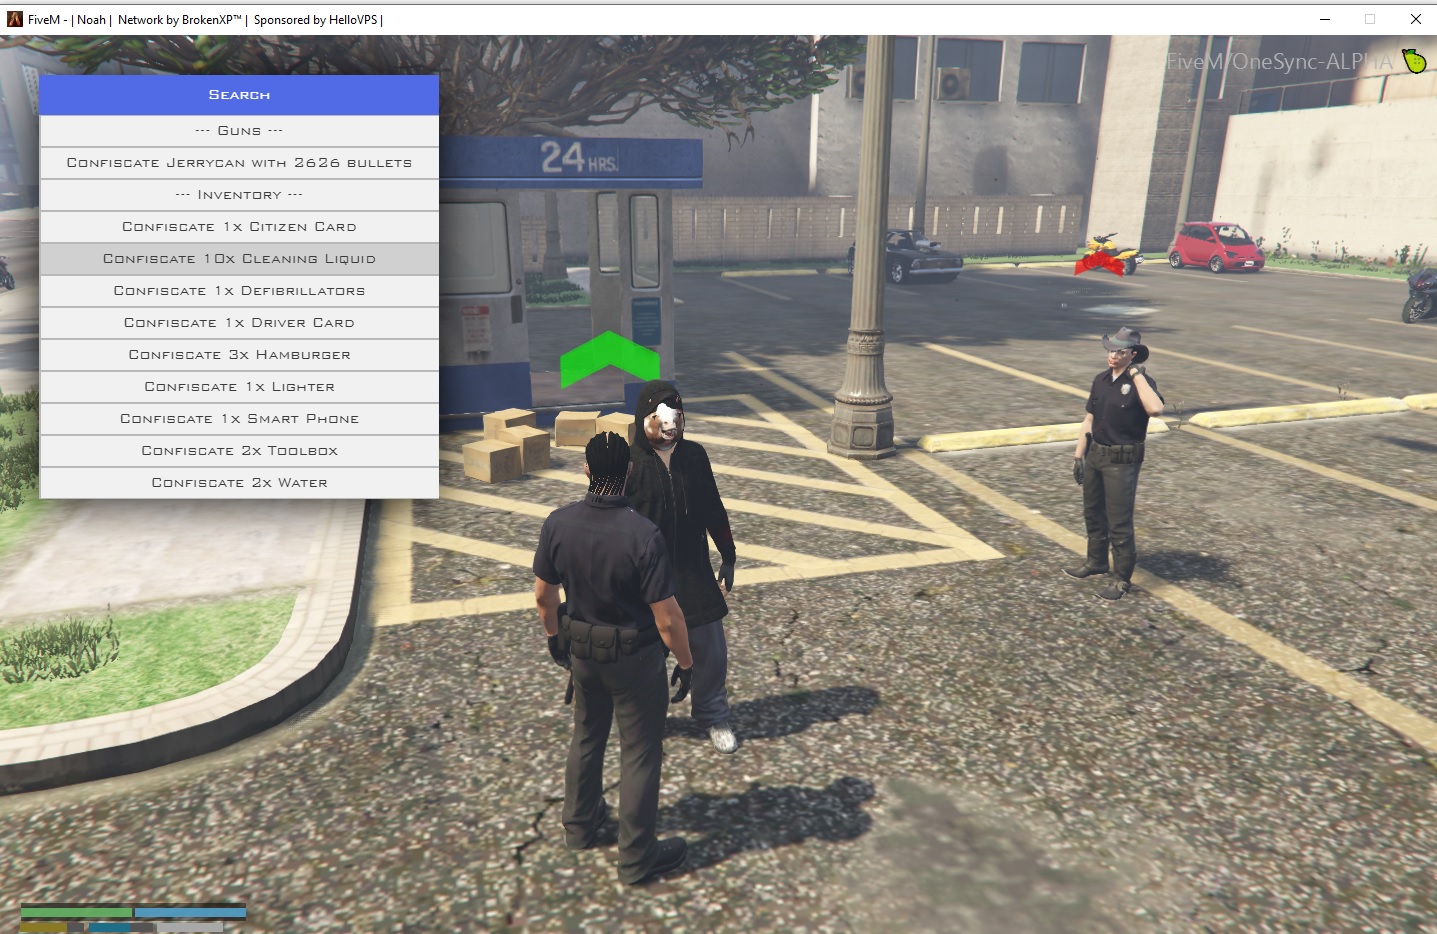 FiveM - | Noah | Network by BrokenXP™ | Sponsored by HelloVPS |
FiveM/OneSync-ALPHA
Search
--- Guns ---
Confiscate Jerrycan with 2626 bullets
--- Inventory ---
Confiscate 1x Citizen Card
Confiscate 10x Cleaning Liquid
Confiscate 1x Defibrillators
Confiscate 1x Driver Card
Confiscate 3x Hamburger
Confiscate 1x Lighter
Confiscate 1x Smart Phone
Confiscate 2x Toolbox
Confiscate 2x Water
24 HRS.